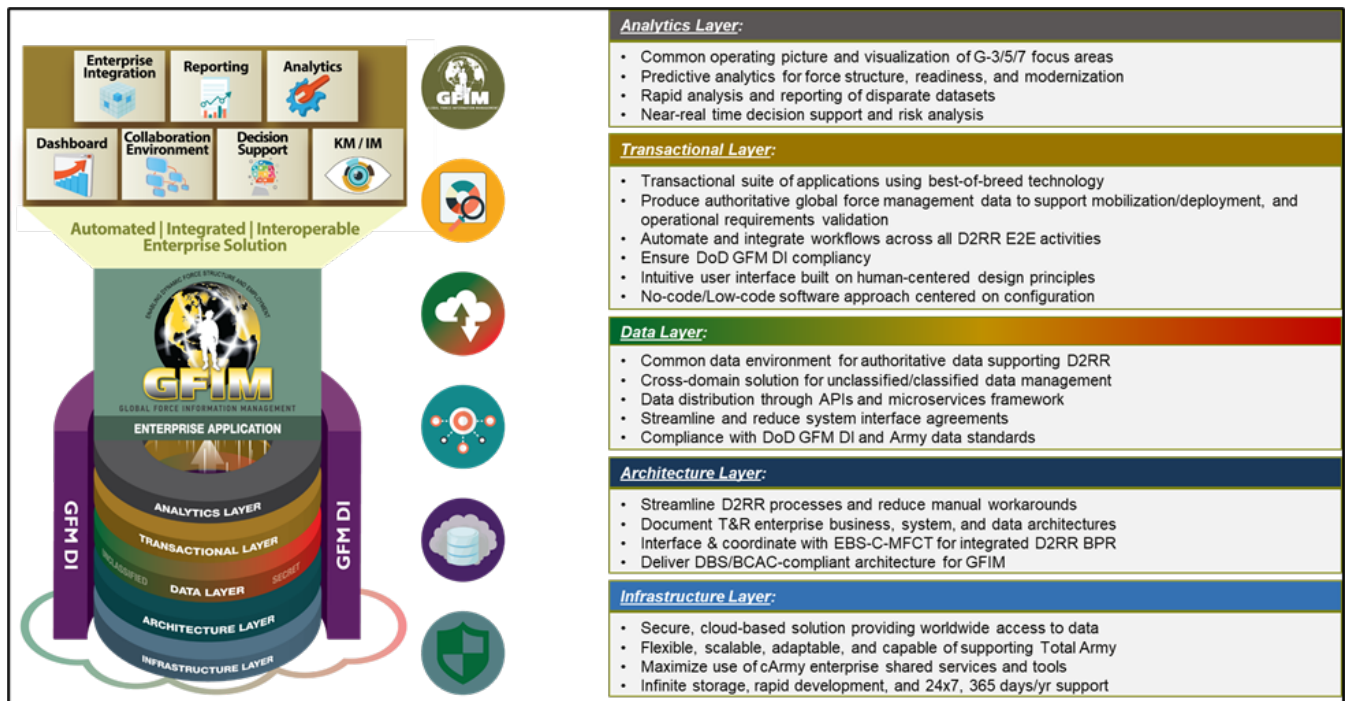 Enterprise
Integration
Reporting
Analytics
Dashboard
Collaboration
Environment
Decision
Support
KM / IM
Automated | Integrated | Interoperable
Enterprise Solution
ENABLING DYNAMIC FORCE STRUCTURE AND EMPLOYMENT
GFIM
GLOBAL FORCE INFORMATION MANAGEMENT
ENTERPRISE APPLICATION
GFM DI
GFM DI
ANALYTICS LAYER
TRANSACTIONAL LAYER
UNCLASSIFIED
SECRET
DATA LAYER
ARCHITECTURE LAYER
INFRASTRUCTURE LAYER
GFIM
GLOBAL FORCE INFORMATION MANAGEMENT
Analytics Layer:
• Common operating picture and visualization of G-3/5/7 focus areas
• Predictive analytics for force structure, readiness, and modernization
• Rapid analysis and reporting of disparate datasets
• Near-real time decision support and risk analysis
Transactional Layer:
• Transactional suite of applications using best-of-breed technology
• Produce authoritative global force management data to support mobilization/deployment, and
operational requirements validation
• Automate and integrate workflows across all D2RR E2E activities
• Ensure DoD GFM DI compliancy
• Intuitive user interface built on human-centered design principles
• No-code/Low-code software approach centered on configuration
Data Layer:
• Common data environment for authoritative data supporting D2RR
• Cross-domain solution for unclassified/classified data management
• Data distribution through APIs and microservices framework
• Streamline and reduce system interface agreements
• Compliance with DoD GFM DI and Army data standards
Architecture Layer:
• Streamline D2RR processes and reduce manual workarounds
• Document T&R enterprise business, system, and data architectures
• Interface & coordinate with EBS-C-MFCT for integrated D2RR BPR
• Deliver DBS/BCAC-compliant architecture for GFIM
Infrastructure Layer:
• Secure, cloud-based solution providing worldwide access to data
• Flexible, scalable, adaptable, and capable of supporting Total Army
• Maximize use of cArmy enterprise shared services and tools
• Infinite storage, rapid development, and 24x7, 365 days/yr support